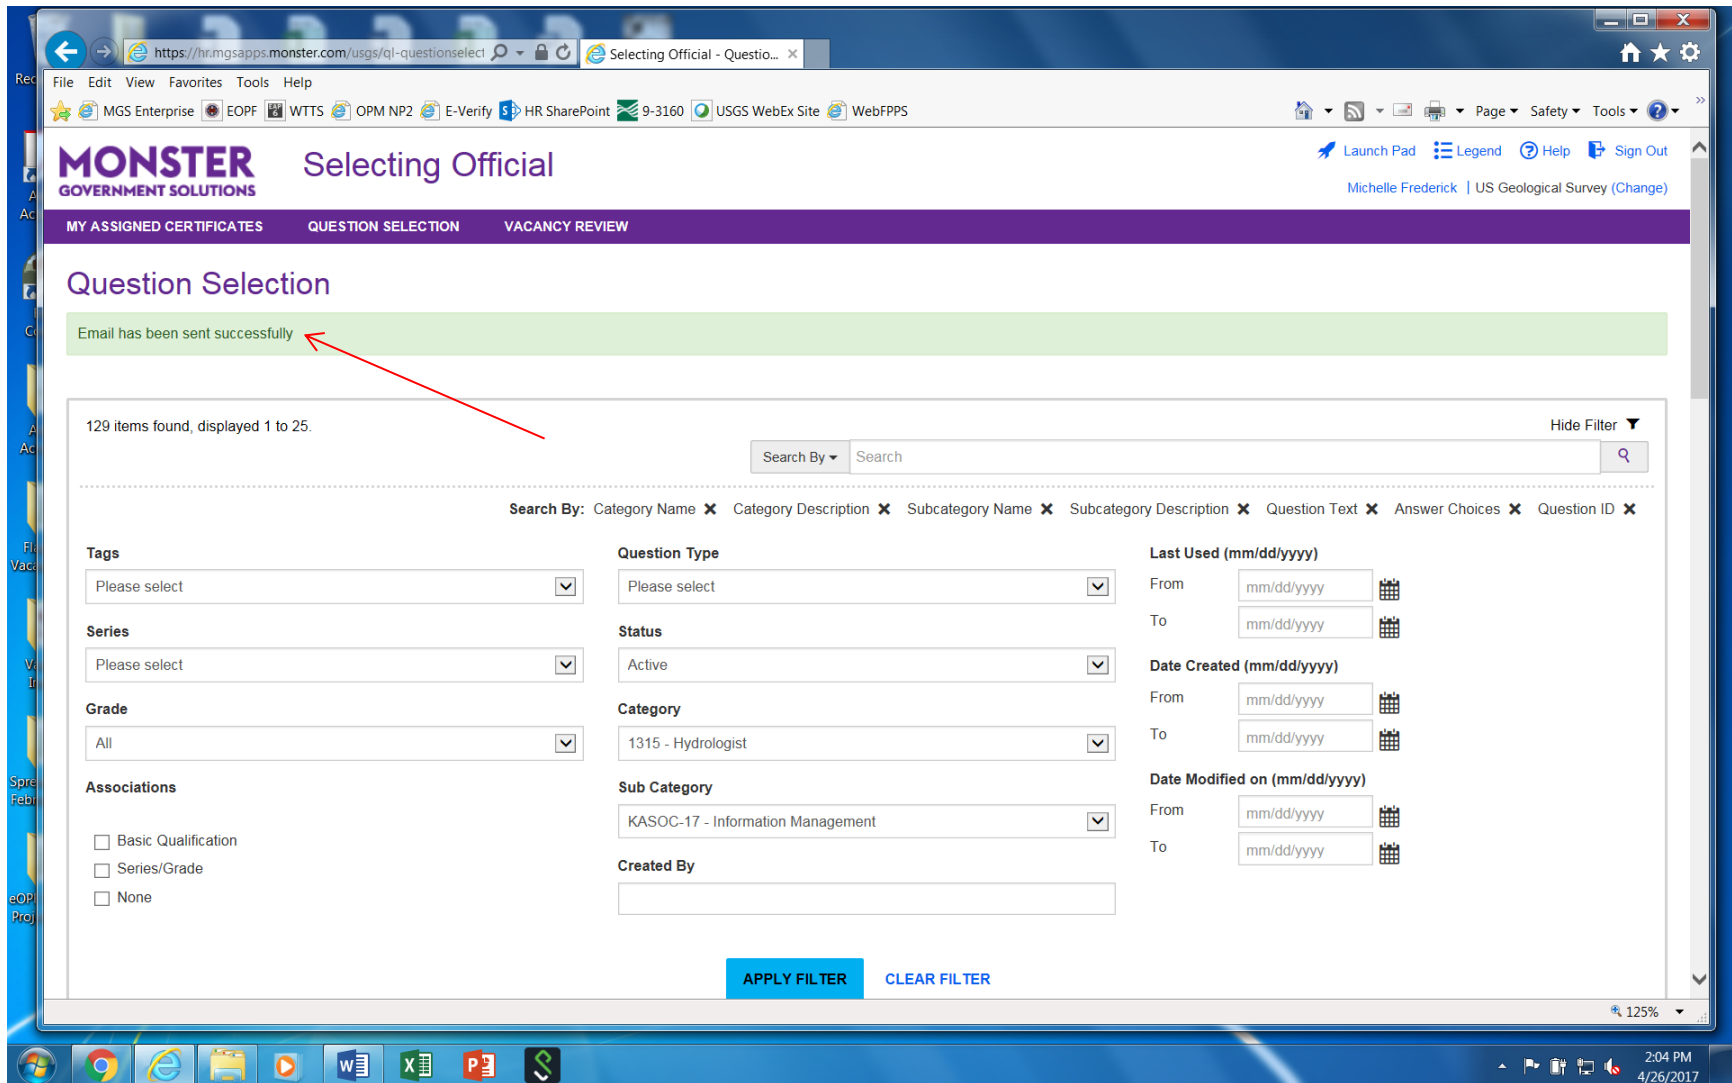 https://hr.mgsapps.monster.com/usgs/ql-questionselect
Selecting Official - Questio...
File Edit View Favorites Tools Help
MGS Enterprise EOPF WTTS OPM NP2 E-Verify HR SharePoint 9-3160 USGS WebEx Site WebFPPS
Page Safety Tools
MONSTER
GOVERNMENT SOLUTIONS
Selecting Official
Launch Pad Legend Help Sign Out
Michelle Frederick | US Geological Survey (Change)
MY ASSIGNED CERTIFICATES QUESTION SELECTION VACANCY REVIEW
Question Selection
Email has been sent successfully
129 items found, displayed 1 to 25.
Hide Filter
Search By Search
Search By: Category Name Category Description Subcategory Name Subcategory Description Question Text Answer Choices Question ID
Tags Question Type Last Used (mm/dd/yyyy)
Please select Please select From mm/dd/yyyy
To mm/dd/yyyy
Series Status
Please select Active Date Created (mm/dd/yyyy)
From mm/dd/yyyy
Grade Category
All 1315 - Hydrologist To mm/dd/yyyy
Associations Sub Category Date Modified on (mm/dd/yyyy)
KASOC-17 - Information Management From mm/dd/yyyy
Basic Qualification To mm/dd/yyyy
Series/Grade Created By
None
APPLY FILTER CLEAR FILTER
125%
2:04 PM
4/26/2017